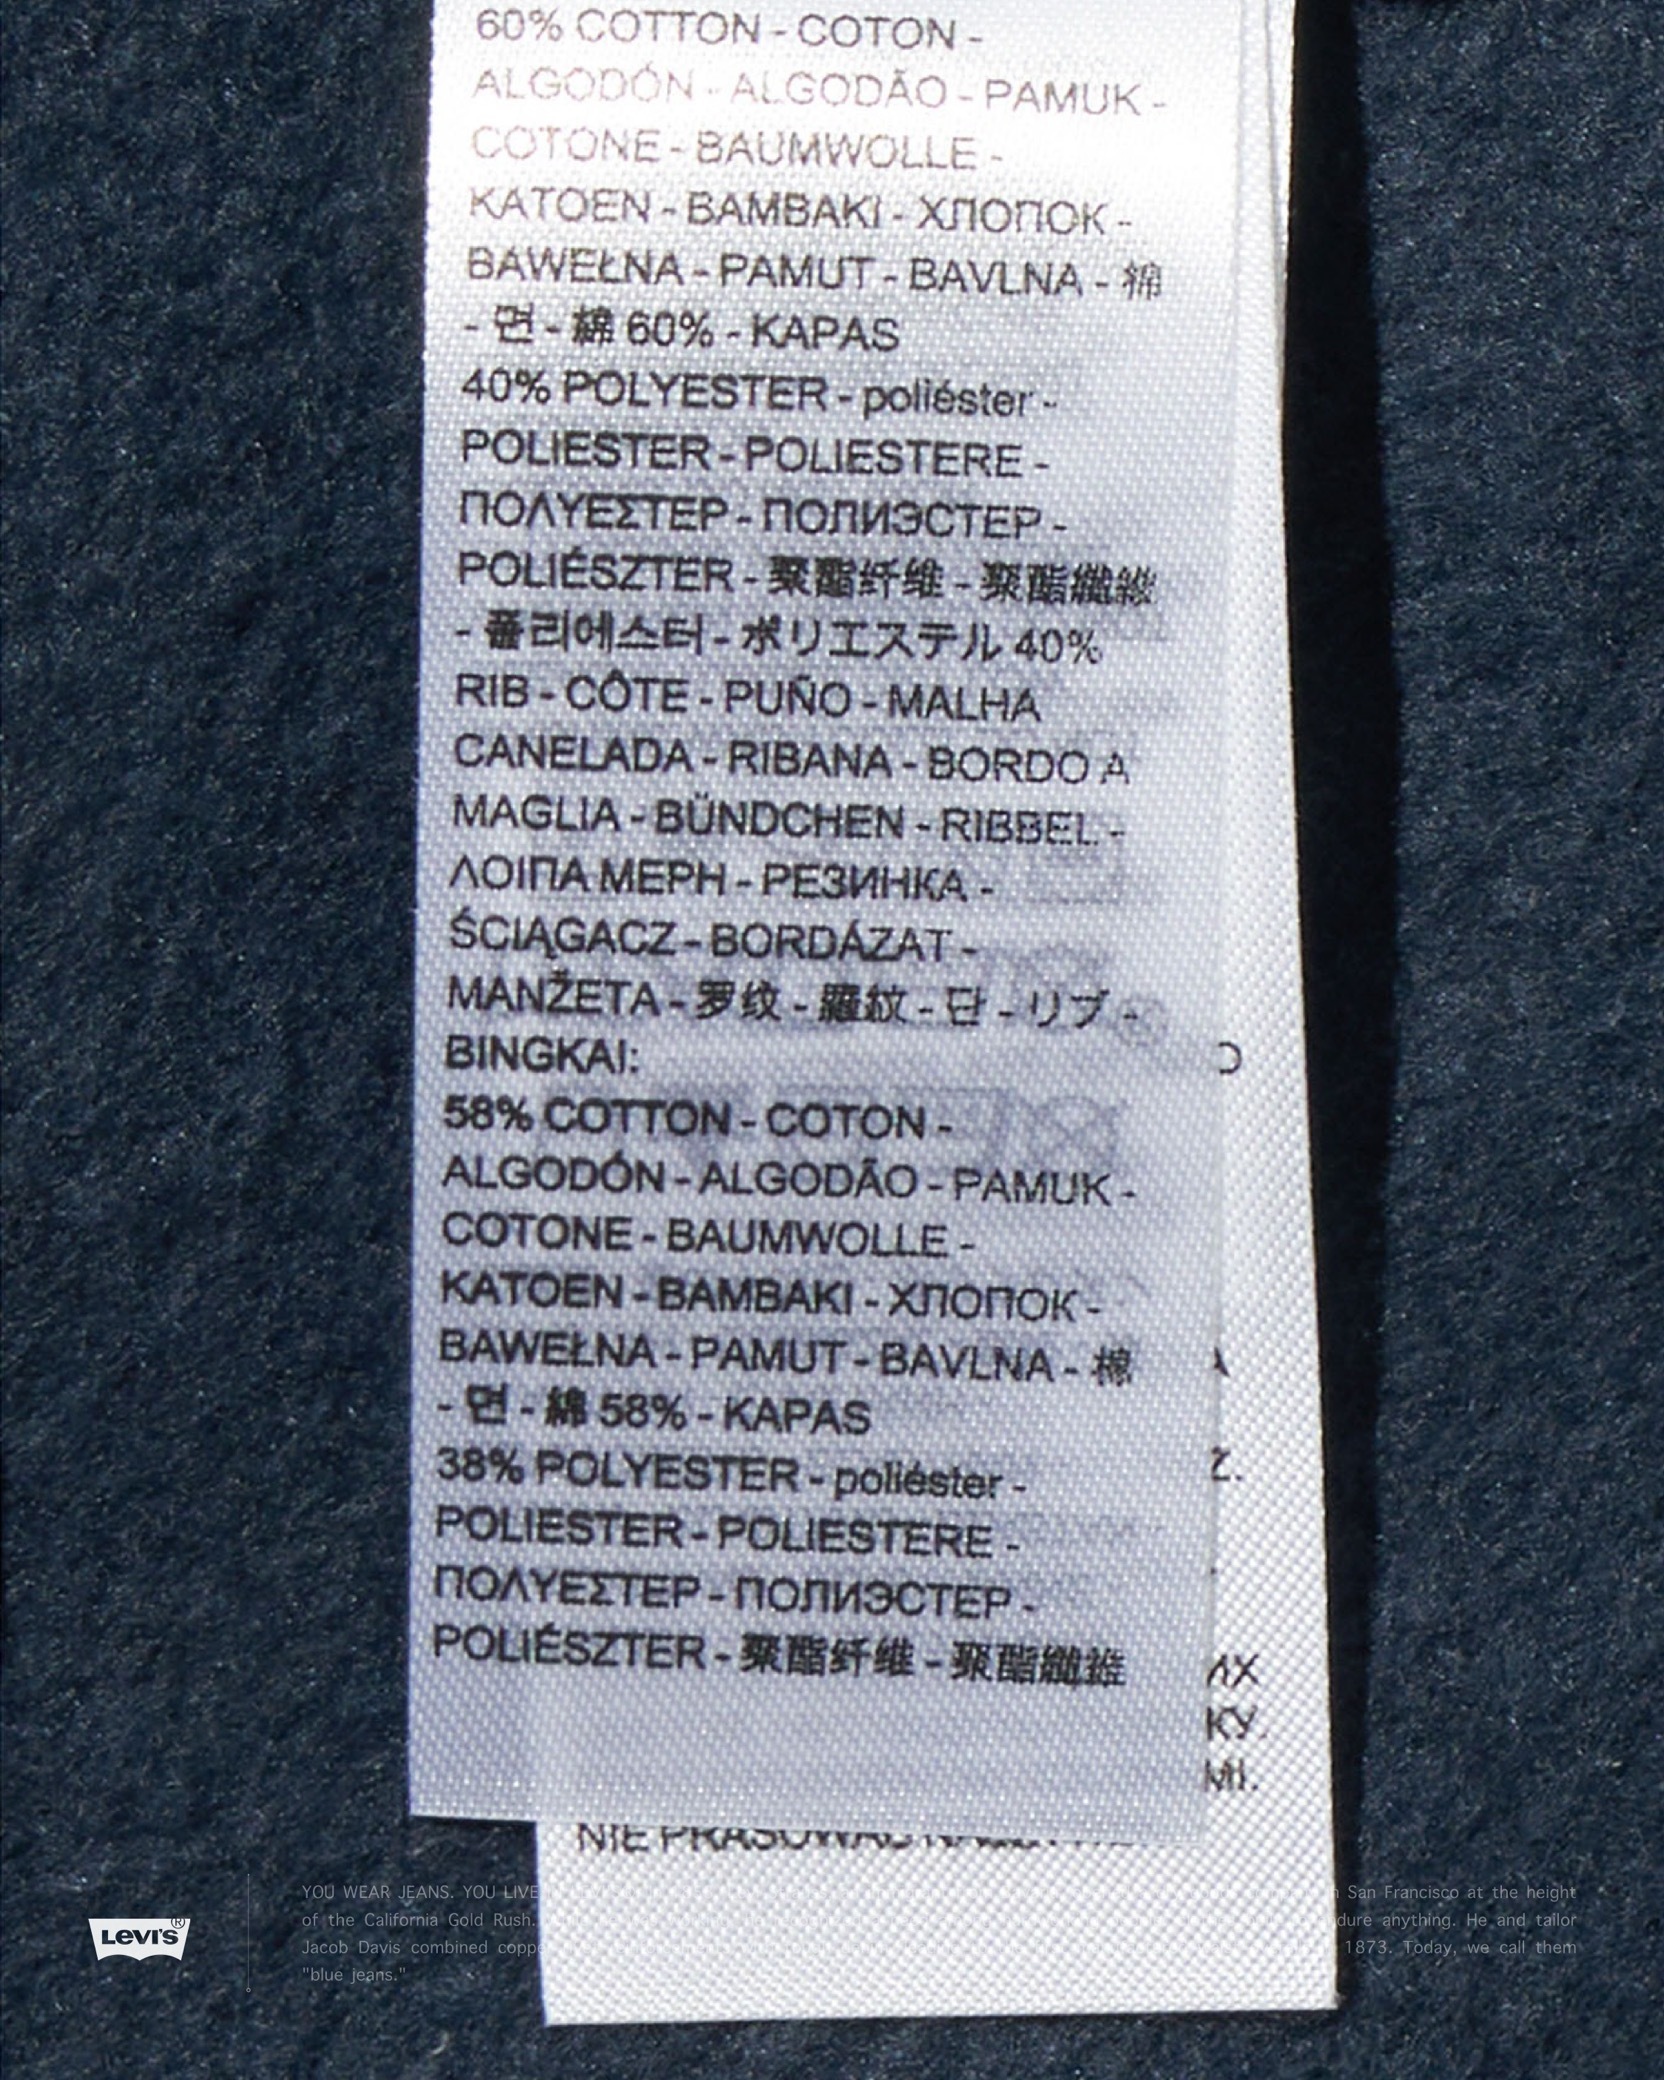 60% COTTON - COTON -
ALGODÓN - ALGODÃO - PAMUK -
COTONE - BAUMWOLLE -
KATOEN - BAMBAKI - ХЛОПОК -
BAWEŁNA - PAMUT - BAVLNA - 棉
- 면 - 綿 60% - KAPAS
40% POLYESTER - poliéster -
POLIESTER - POLIESTERE -
ΠΟΛΥΕΣΤΕΡ - ПОЛИЭСТЕР -
POLIÉSZTER - 聚酯纤维 - 聚酯纖維
- 폴리에스터 - ポリエステル 40%
RIB - CÔTE - PUÑO - MALHA
CANELADA - RIBANA - BORDO A
MAGLIA - BÜNDCHEN - RIBBEL -
ΛΟΙΠΑ ΜΕΡΗ - РЕЗИНКА -
ŚCIĄGACZ - BORDÁZAT -
MANŽETA - 罗纹 - 羅紋 - 단 - リブ -
BINGKAI:
58% COTTON - COTON -
ALGODÓN - ALGODÃO - PAMUK -
COTONE - BAUMWOLLE -
KATOEN - BAMBAKI - ХЛОПОК -
BAWEŁNA - PAMUT - BAVLNA - 棉
- 면 - 綿 58% - KAPAS
38% POLYESTER - poliéster -
POLIESTER - POLIESTERE -
ΠΟΛΥΕΣΤΕΡ - ПОЛИЭСТЕР -
POLIÉSZTER - 聚酯纤维 - 聚酯纖維
NIE PRASOWAĆ
YOU WEAR JEANS. YOU LIVE San Francisco at the height
of the California Gold Rush. anything. He and tailor
Jacob Davis combined 1873. Today, we call them
"blue jeans."
Levi's®